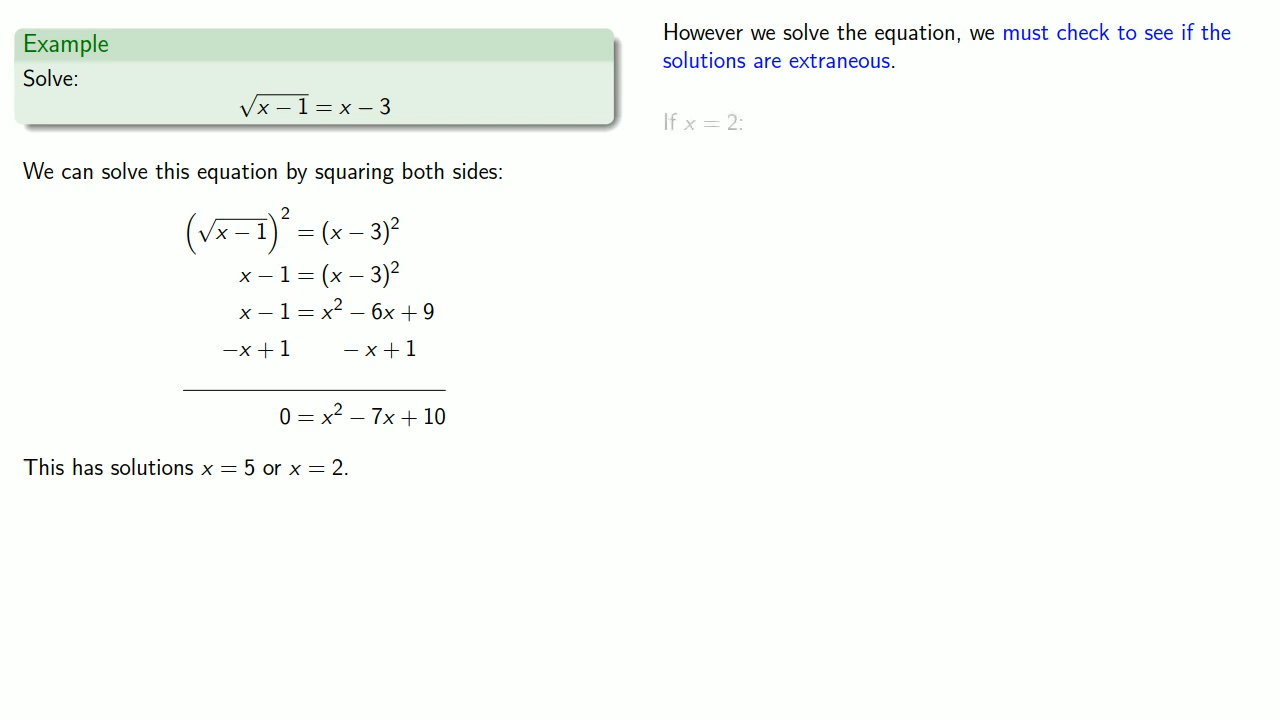 Example
Solve:
√x − 1 = x − 3
We can solve this equation by squaring both sides:
(√x − 1)² = (x − 3)²
x − 1 = (x − 3)²
x − 1 = x² − 6x + 9
−x + 1 − x + 1
0 = x² − 7x + 10
This has solutions x = 5 or x = 2.
However we solve the equation, we must check to see if the
solutions are extraneous.
If x = 2: